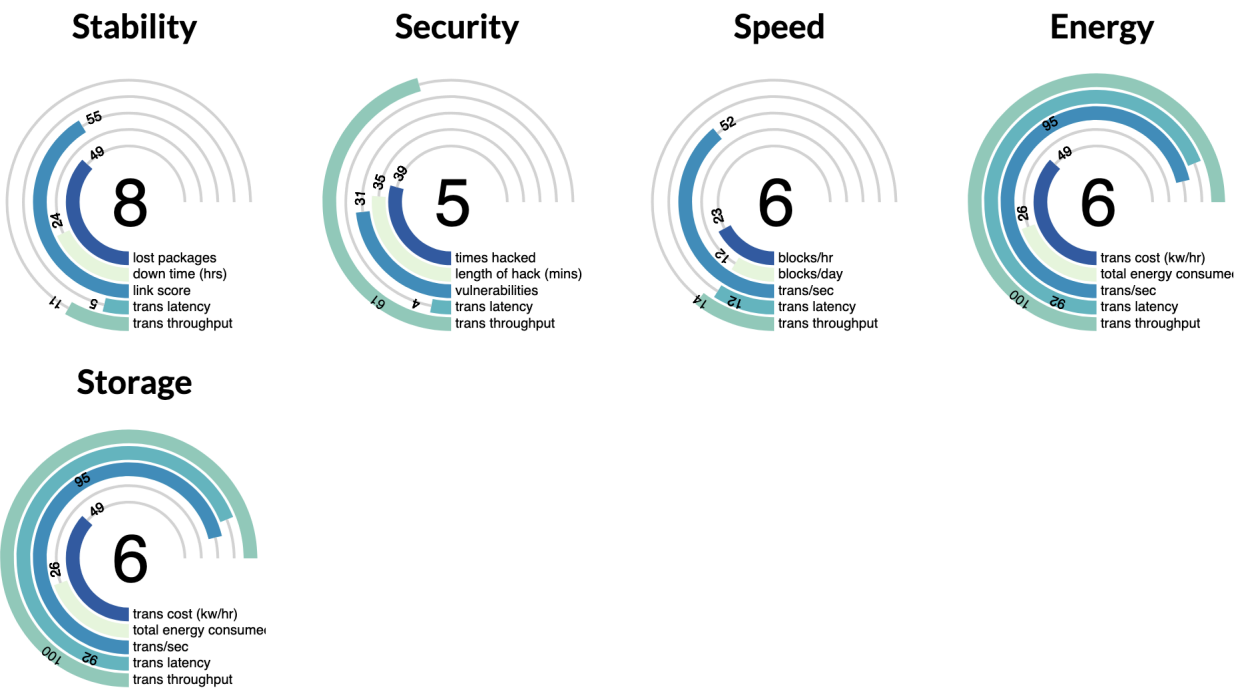 Stability
55
49
24
8
lost packages
down time (hrs)
link score
trans latency
trans throughput
5
11
Security
39
35
31
5
times hacked
length of hack (mins)
vulnerabilities
trans latency
trans throughput
4
61
Speed
52
23
12
6
blocks/hr
blocks/day
trans/sec
trans latency
trans throughput
12
14
Energy
95
49
26
6
trans cost (kw/hr)
total energy consume
trans/sec
trans latency
trans throughput
92
100
Storage
95
49
26
6
trans cost (kw/hr)
total energy consume
trans/sec
trans latency
trans throughput
92
100